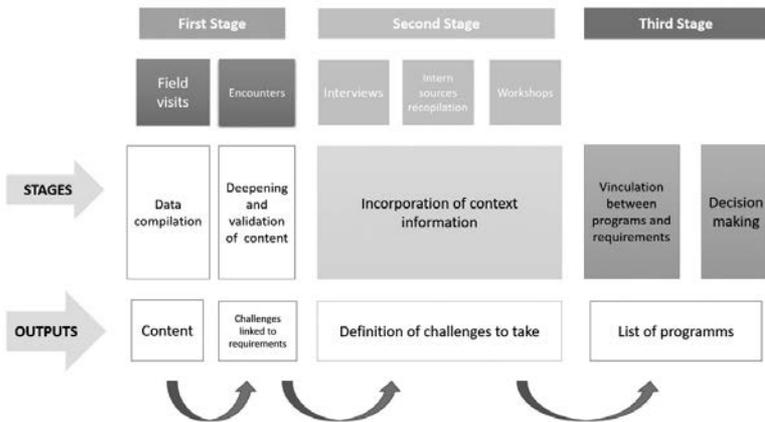 First Stage
Second Stage
Third Stage
Field
visits
Encounters
Interviews
Intern
sources
recopilation
Workshops
STAGES
Data
compilation
Deepening
and
validation
of content
Incorporation of context
information
Vinculation
between
programs and
requirements
Decision
making
OUTPUTS
Content
Challenges
linked to
requirements
Definition of challenges to take
List of programms